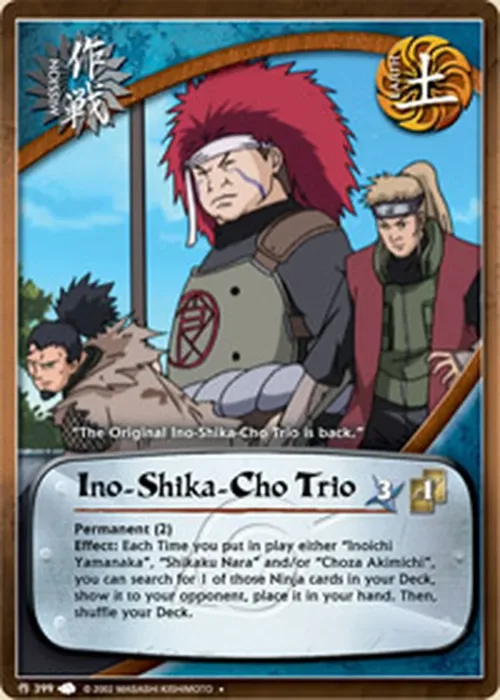 作戦
MISSION
EARTH
土
"The Original Ino-Shika-Cho Trio is back."
Ino-Shika-Cho Trio 3 1
Permanent (2)
Effect: Each Time you put in play either "Inoichi
Yamanaka", "Shikaku Nara" and/or "Choza Akimichi",
you can search for 1 of those Ninja cards in your Deck,
show it to your opponent, place it in your hand. Then,
shuffle your Deck.
399 © 2002 MASASHI KISHIMOTO